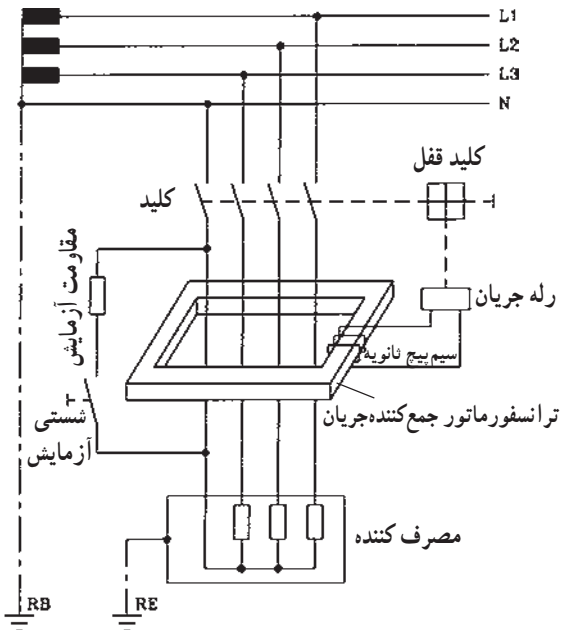 L1
L2
L3
N
کلید قفل
کلید
رله جریان
مقاومت آزمایش
سیم‌پیچ ثانویه
ترانسفورماتور جمع‌کننده‌جریان
شستی
آزمایش
مصرف کننده
RB
RE